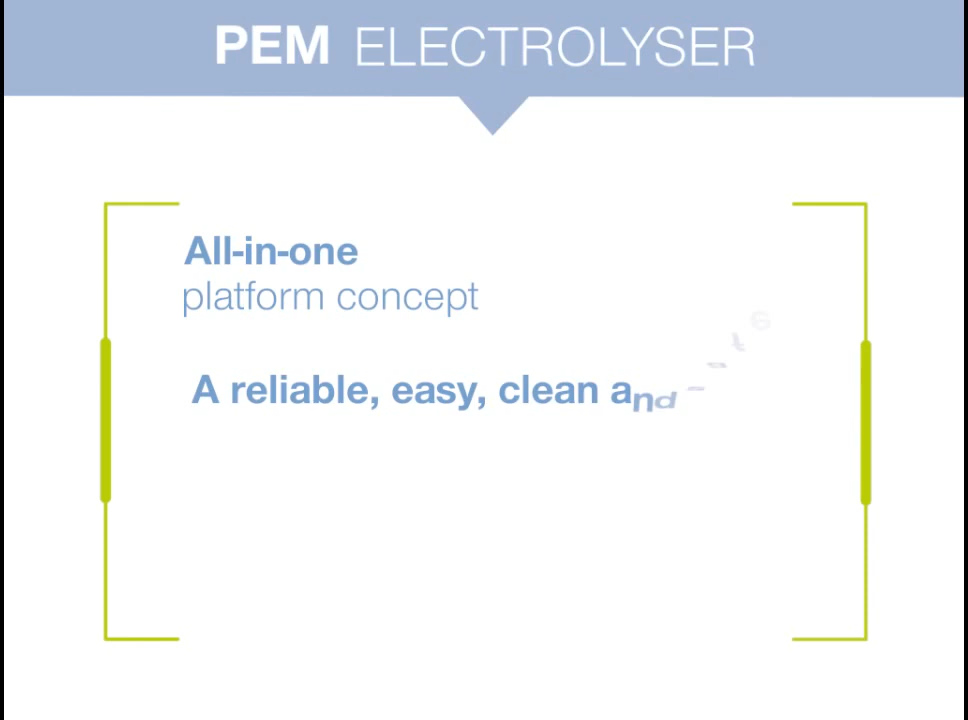 PEM ELECTROLYSER
All-in-one
platform concept
A reliable, easy, clean and